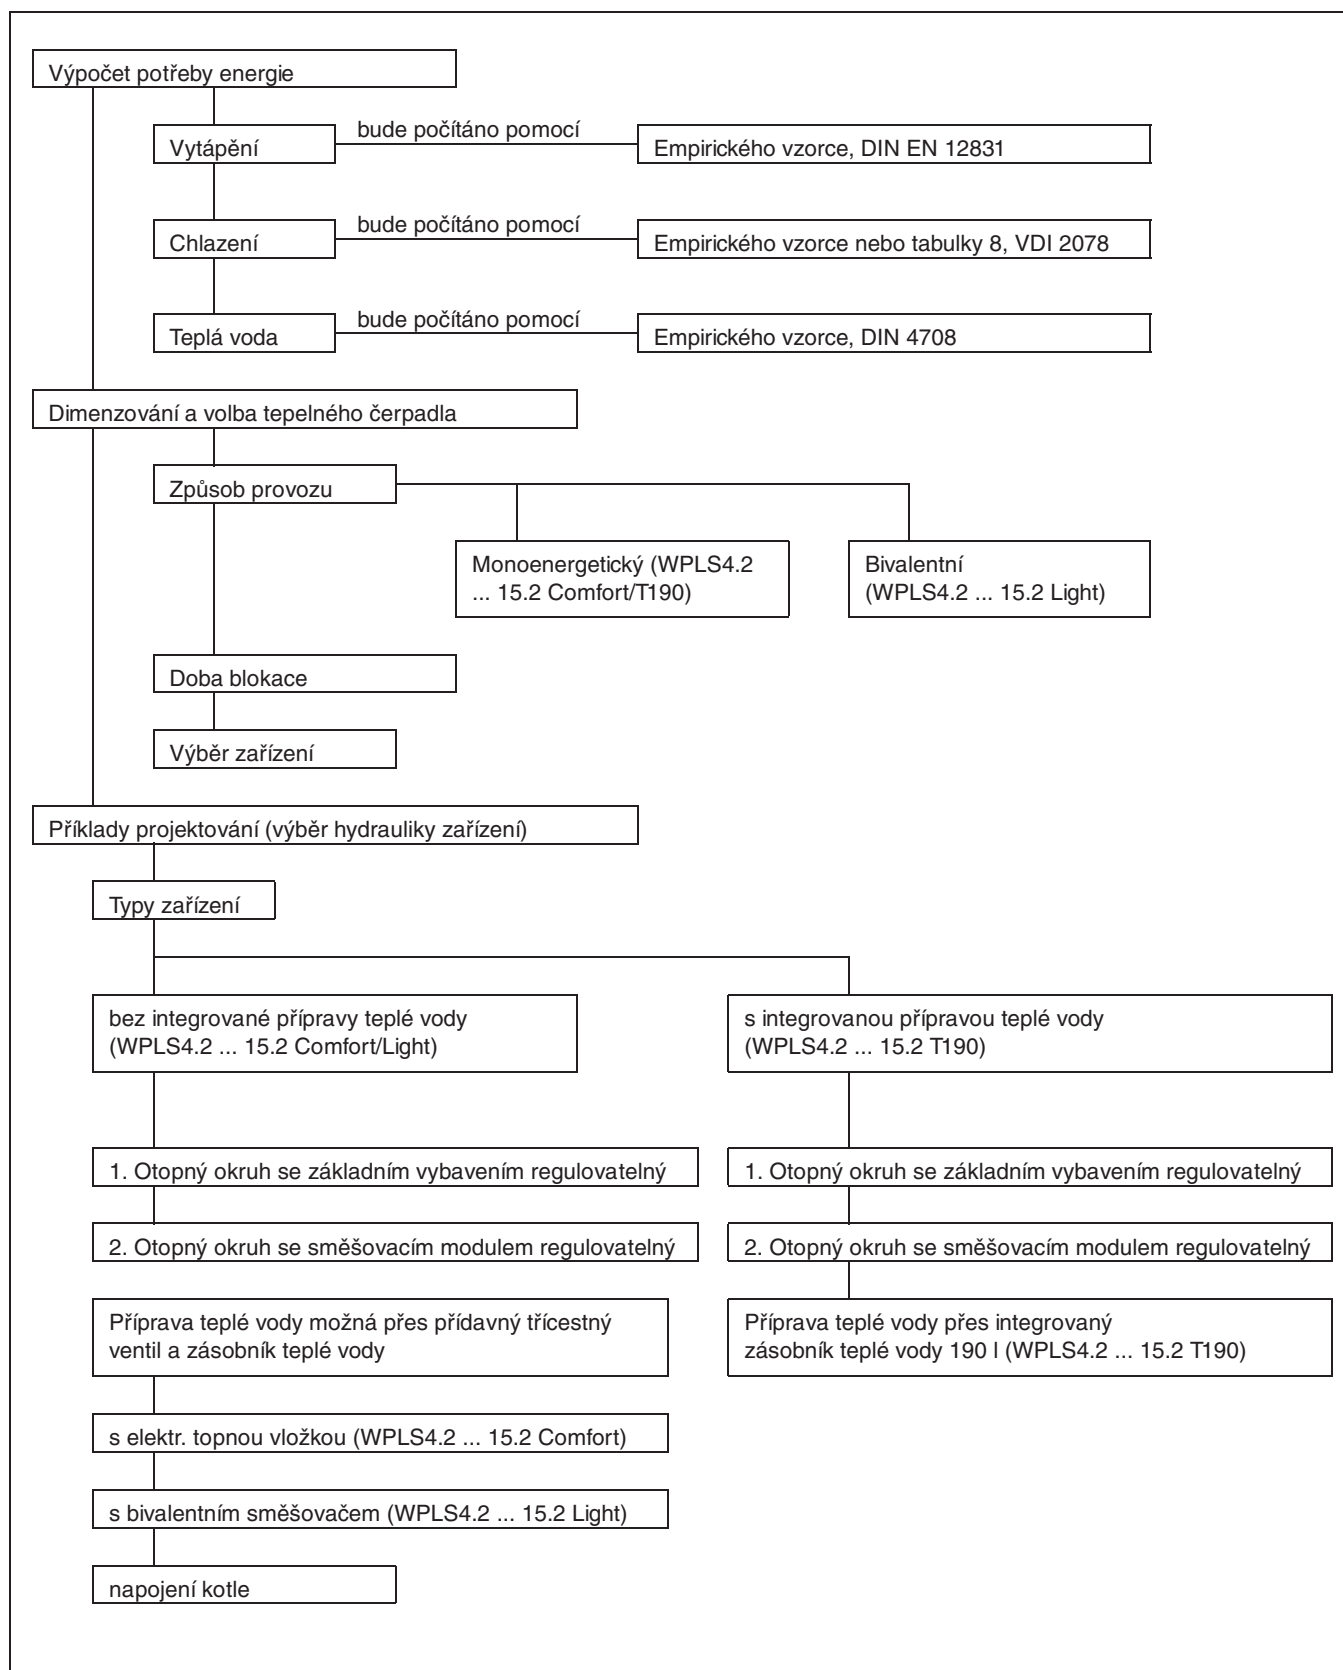 Výpočet potřeby energie
bude počítáno pomocí
Vytápění
Empirického vzorce, DIN EN 12831
bude počítáno pomocí
Chlazení
Empirického vzorce nebo tabulky 8, VDI 2078
bude počítáno pomocí
Teplá voda
Empirického vzorce, DIN 4708
Dimenzování a volba tepelného čerpadla
Způsob provozu
Monoenergetický (WPLS4.2
... 15.2 Comfort/T190)
Bivalentní
(WPLS4.2 ... 15.2 Light)
Doba blokace
Výběr zařízení
Příklady projektování (výběr hydrauliky zařízení)
Typy zařízení
bez integrované přípravy teplé vody
(WPLS4.2 ... 15.2 Comfort/Light)
s integrovanou přípravou teplé vody
(WPLS4.2 ... 15.2 T190)
1. Otopný okruh se základním vybavením regulovatelný
1. Otopný okruh se základním vybavením regulovatelný
2. Otopný okruh se směšovacím modulem regulovatelný
2. Otopný okruh se směšovacím modulem regulovatelný
Příprava teplé vody možná přes přídavný třícestný
ventil a zásobník teplé vody
Příprava teplé vody přes integrovaný
zásobník teplé vody 190 l (WPLS4.2 ... 15.2 T190)
s elektr. topnou vložkou (WPLS4.2 ... 15.2 Comfort)
s bivalentním směšovačem (WPLS4.2 ... 15.2 Light)
napojení kotle